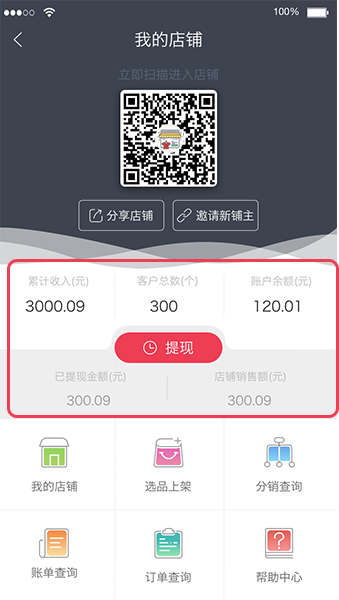 100%
我的店铺
立即扫描进入店铺
分享店铺 邀请新铺主
累计收入(元) 客户总数(个) 账户余额(元)
3000.09 300 120.01
提现
已提现金额(元) 店铺销售额(元)
300.09 300.09
我的店铺 选品上架 分销查询
账单查询 订单查询 帮助中心